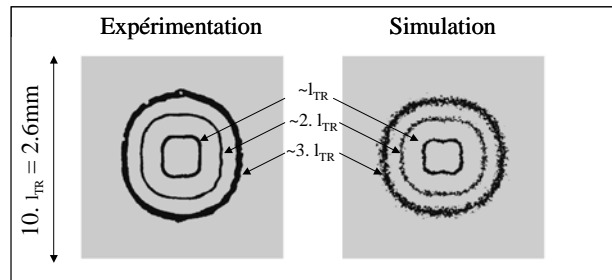 Expérimentation Simulation
~l_TR
~2. l_TR
~3. l_TR
10. l_TR = 2.6mm